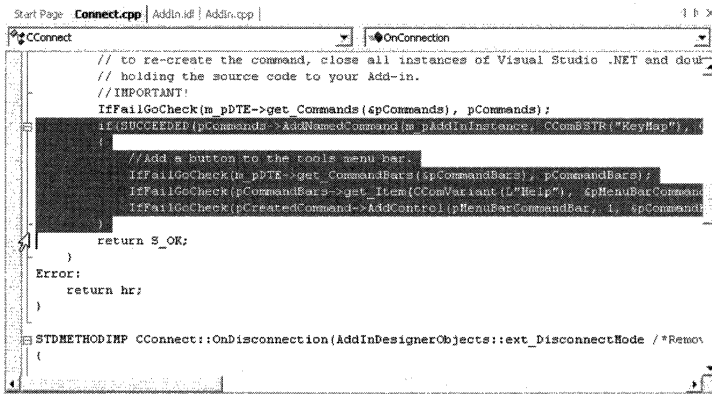 Start Page Connect.cpp AddIn.idl AddIn.cpp
CConnect OnConnection
// to re-create the command, close all instances of Visual Studio .NET and doub
// holding the source code to your Add-in.
//IMPORTANT!
IfFailGoCheck(m_pDTE->get_Commands(&pCommands), pCommands);
if(SUCCEEDED(pCommands->AddNamedCommand(m_pAddInInstance, CComBSTR("KeyMap"),
{
//Add a button to the tools menu bar.
IfFailGoCheck(m_pDTE->get_CommandBars(&pCommandBars), pCommandBars);
IfFailGoCheck(pCommandBars->get_Item(CComVariant(L"Help"), &pMenuBarCommand
IfFailGoCheck(pCreatedCommand->AddControl(pMenuBarCommandBar, 1, &pCommand
}
return S_OK;
}
Error:
return hr;
}
STDMETHODIMP CConnect::OnDisconnection(AddInDesignerObjects::ext_DisconnectMode /*Remov
{